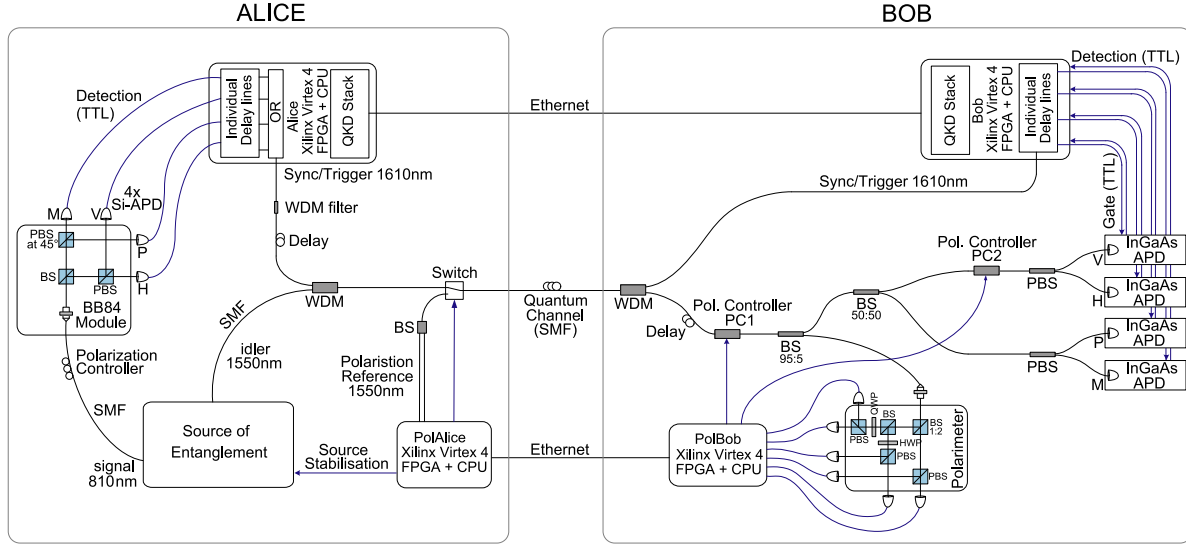 ALICE
BOB
Detection
(TTL)
Individual
Delay lines
OR
Alice
Xilinx Virtex 4
FPGA + CPU
QKD Stack
Ethernet
QKD Stack
Bob
Xilinx Virtex 4
FPGA + CPU
Individual
Delay lines
Detection (TTL)
Sync/Trigger 1610nm
Sync/Trigger 1610nm
4x
Si-APD
M
V
PBS
at 45°
P
BS
PBS
H
BB84
Module
WDM filter
Delay
WDM
Switch
Quantum
Channel
(SMF)
WDM
Delay
Pol. Controller
PC1
BS
95:5
BS
50:50
Pol. Controller
PC2
PBS
PBS
Gate (TTL)
V
InGaAs
APD
H
InGaAs
APD
P
InGaAs
APD
M
InGaAs
APD
Polarization
Controller
SMF
SMF
idler
1550nm
BS
Polaristion
Reference
1550nm
signal
810nm
Source of
Entanglement
Source
Stabilisation
PolAlice
Xilinx Virtex 4
FPGA + CPU
Ethernet
PolBob
Xilinx Virtex 4
FPGA + CPU
PBS
QWP
BS
BS
1:2
HWP
PBS
PBS
Polarimeter